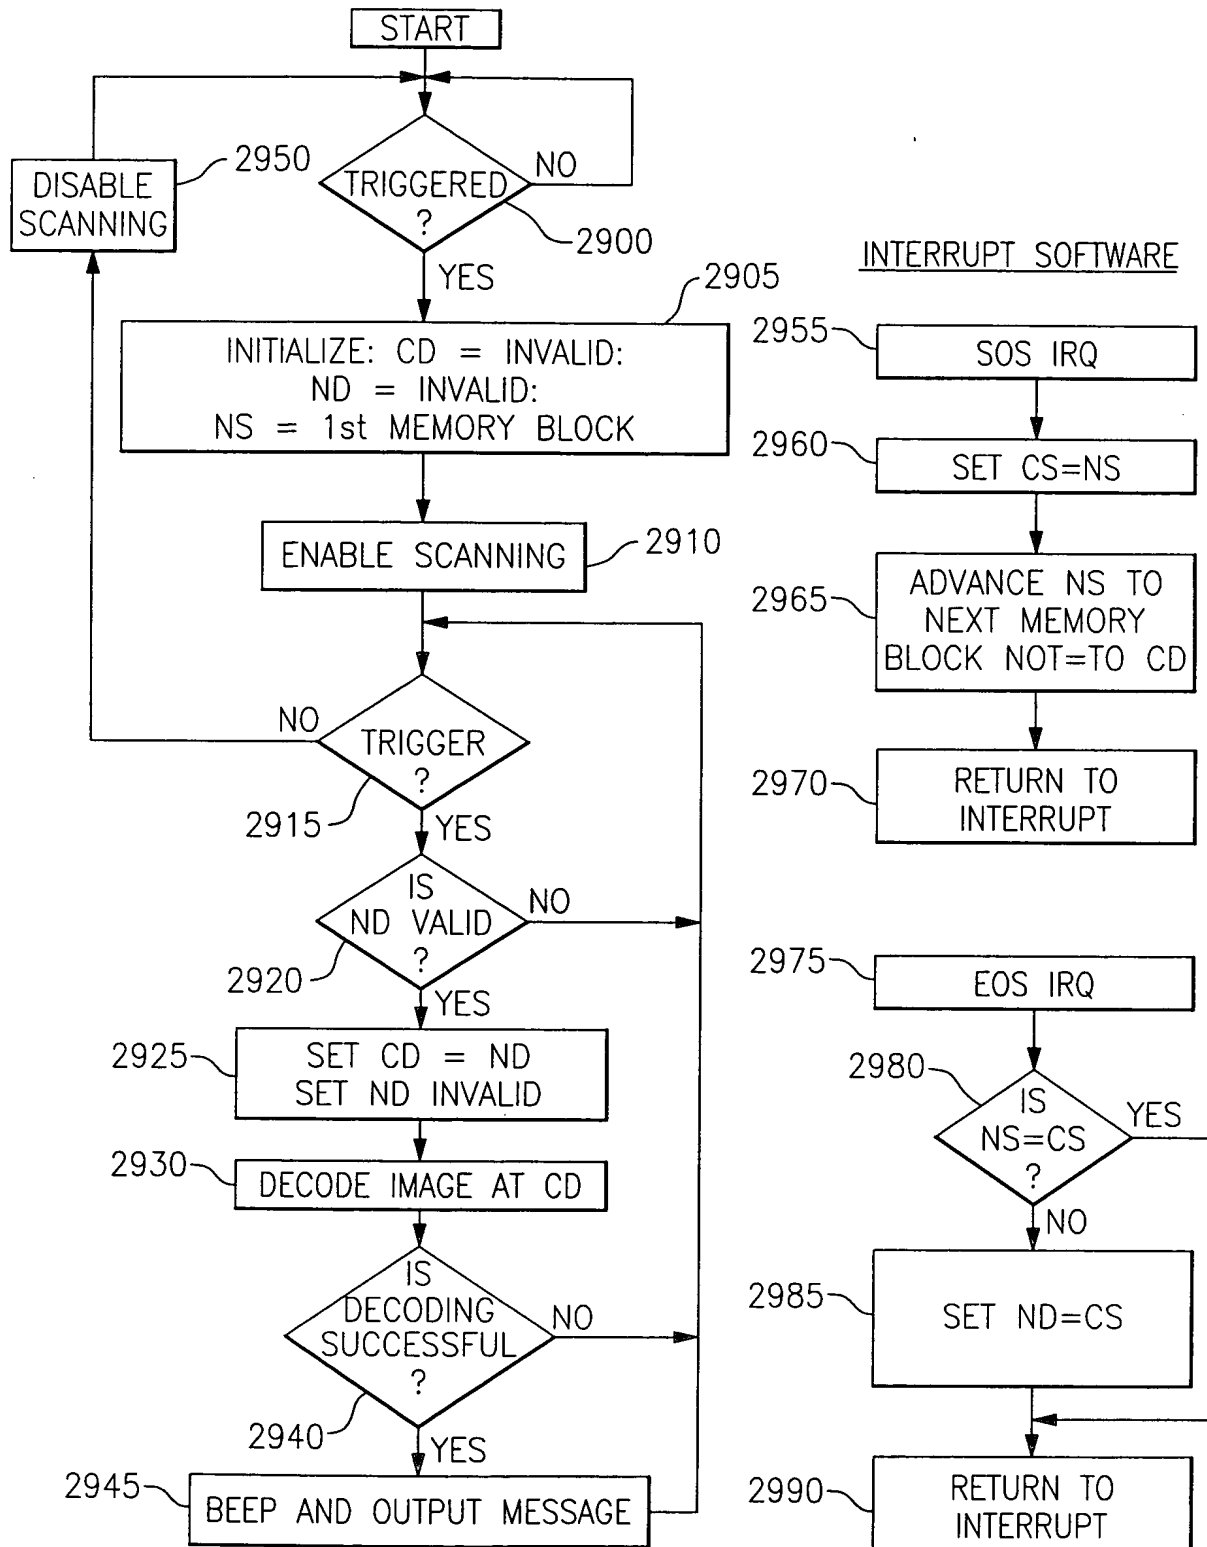 START
2950
DISABLE
SCANNING
TRIGGERED
?
NO
2900
YES
2905
INITIALIZE: CD = INVALID:
ND = INVALID:
NS = 1st MEMORY BLOCK
ENABLE SCANNING
2910
NO
TRIGGER
?
2915
YES
IS
ND VALID
?
NO
2920
YES
2925
SET CD = ND
SET ND INVALID
2930
DECODE IMAGE AT CD
IS
DECODING
SUCCESSFUL
?
NO
2940
YES
2945
BEEP AND OUTPUT MESSAGE
INTERRUPT SOFTWARE
2955
SOS IRQ
2960
SET CS=NS
2965
ADVANCE NS TO
NEXT MEMORY
BLOCK NOT=TO CD
2970
RETURN TO
INTERRUPT
2975
EOS IRQ
2980
IS
NS=CS
?
YES
NO
2985
SET ND=CS
2990
RETURN TO
INTERRUPT